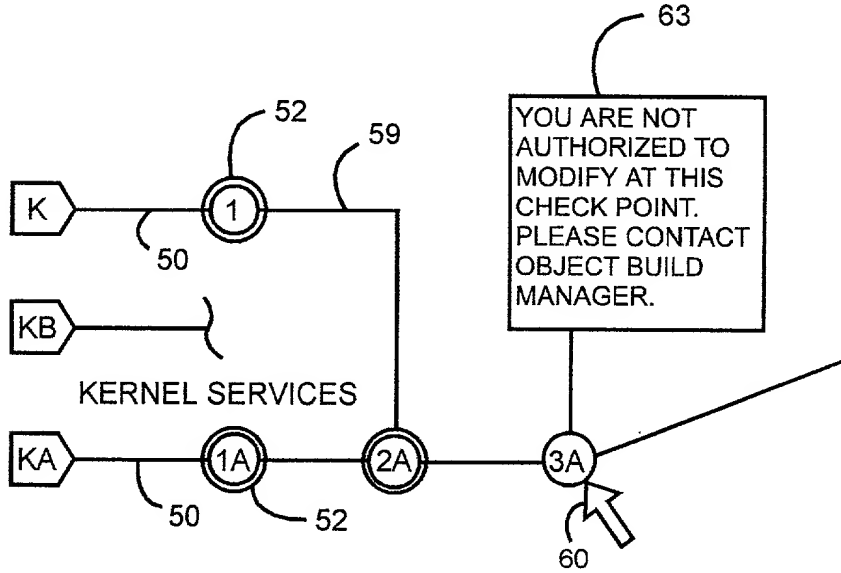 63
52
59
YOU ARE NOT
AUTHORIZED TO
MODIFY AT THIS
CHECK POINT.
PLEASE CONTACT
OBJECT BUILD
MANAGER.
K
1
50
KB
KERNEL SERVICES
KA
1A
2A
3A
50
52
60